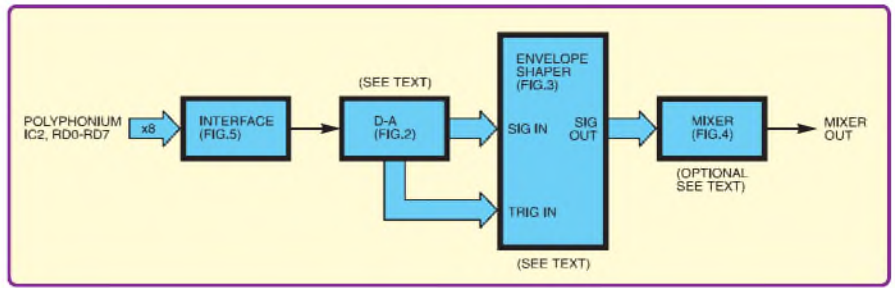 POLYPHONIUM
IC2, RD0-RD7
x8
INTERFACE
(FIG.5)
(SEE TEXT)
D-A
(FIG.2)
ENVELOPE
SHAPER
(FIG.3)
SIG IN
SIG
OUT
TRIG IN
(SEE TEXT)
MIXER
(FIG.4)
(OPTIONAL
SEE TEXT)
MIXER
OUT